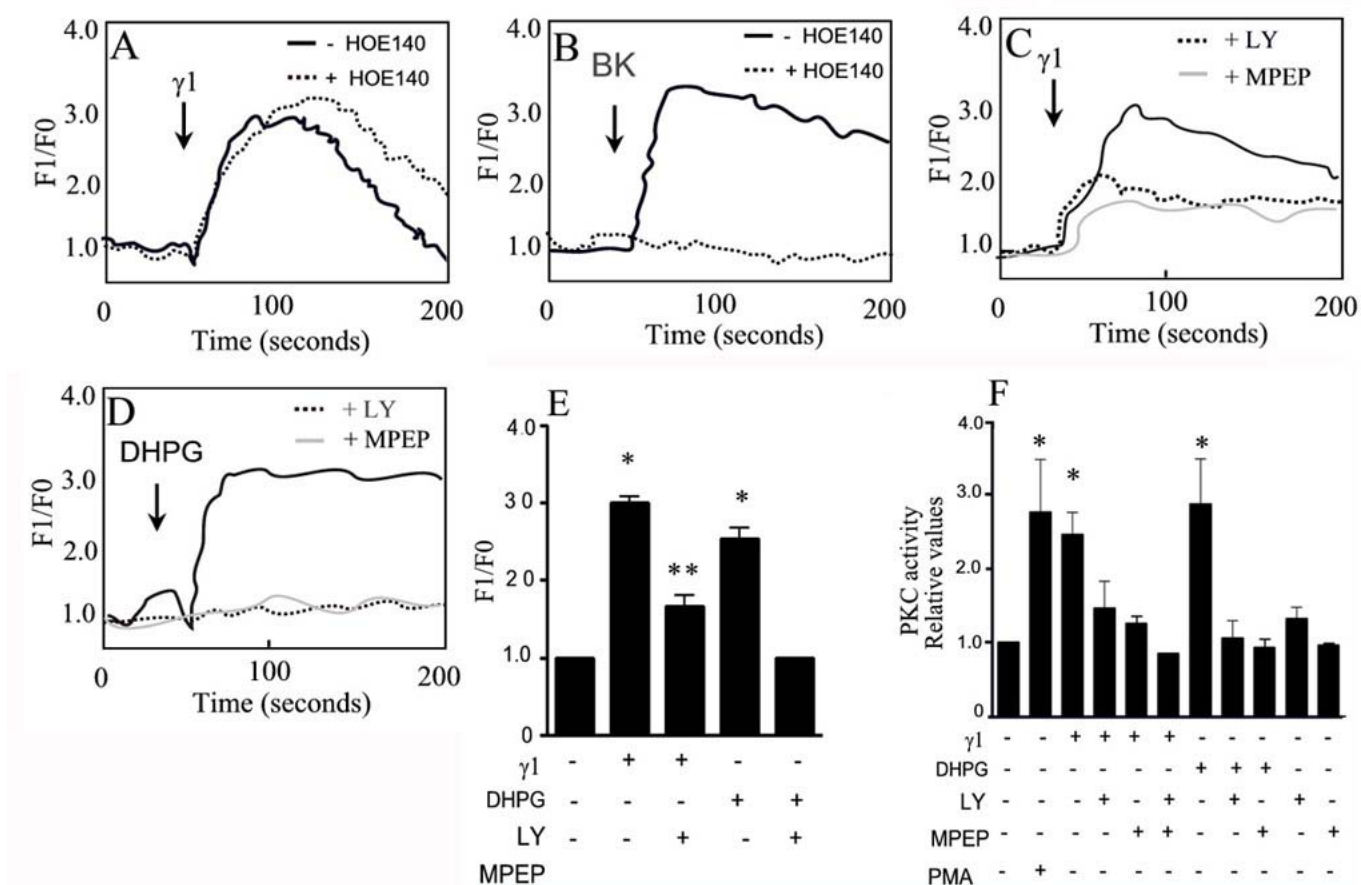 A
- HOE140
+ HOE140
γ1
4.0
3.0
2.0
1.0
F1/F0
0 100 200
Time (seconds)
B
- HOE140
+ HOE140
BK
4.0
3.0
2.0
1.0
F1/F0
0 100 200
Time (seconds)
C
+ LY
+ MPEP
γ1
4.0
3.0
2.0
1.0
F1/F0
0 100 200
Time (seconds)
D
+ LY
+ MPEP
DHPG
4.0
3.0
2.0
1.0
F1/F0
0 100 200
Time (seconds)
E
4 0
3 0
2 0
1.0
0
F1/F0
* ** *
γ1 - + + - -
DHPG - - - + +
LY - - + - +
MPEP
F
4.0
3.0
2.0
1.0
0
PKC activity
Relative values
* * *
γ1 - - + + + + - - - - -
DHPG - - - - - - + + + - -
LY - - - + - + - + - + -
MPEP - - - - + + - - + - +
PMA - + - - - - - - - - -